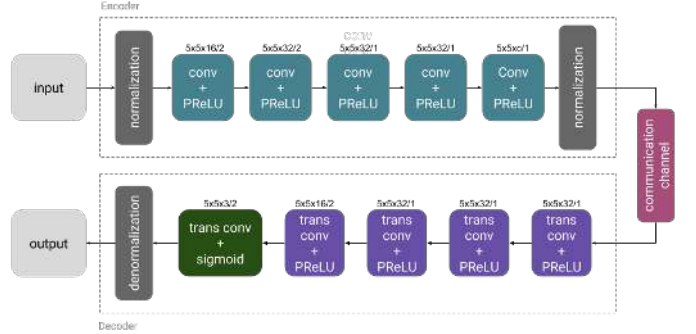 Encoder
conv
5x5x16/2
5x5x32/2
5x5x32/1
5x5x32/1
5x5xc/1
input
normalization
conv
+
PReLU
conv
+
PReLU
conv
+
PReLU
conv
+
PReLU
Conv
+
PReLU
normalization
communication
channel
5x5x3/2
5x5x16/2
5x5x32/1
5x5x32/1
5x5x32/1
output
denormalization
trans conv
+
sigmoid
trans
conv
+
PReLU
trans
conv
+
PReLU
trans
conv
+
PReLU
trans
conv
+
PReLU
Decoder